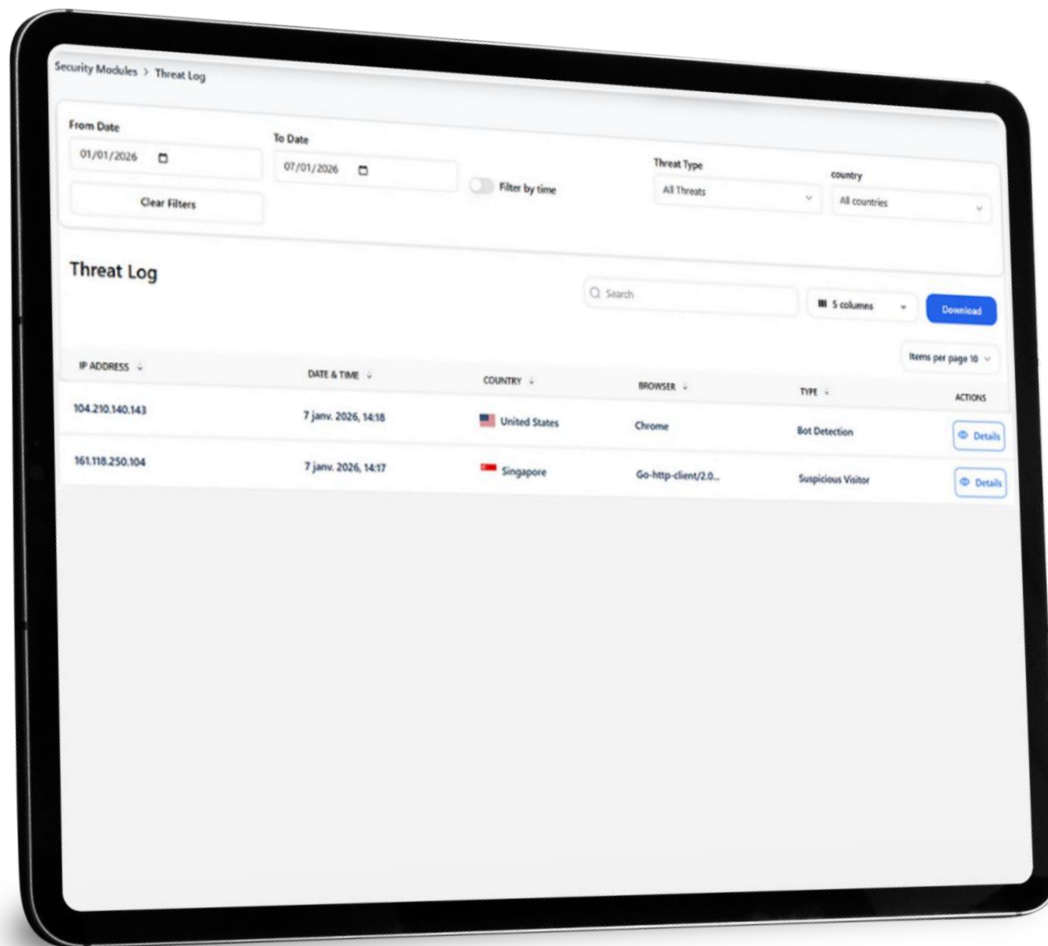 Security Modules > Threat Log
From Date
To Date
Threat Type
country
01/01/2026
07/01/2026
Filter by time
All Threats
All countries
Clear Filters
Threat Log
Search
5 columns
Download
Items per page 10
IP ADDRESS DATE & TIME COUNTRY BROWSER TYPE ACTIONS
104.210.140.143 7 janv. 2026, 14:18 United States Chrome Bot Detection Details
161.118.250.104 7 janv. 2026, 14:17 Singapore Go-http-client/2.0... Suspicious Visitor Details